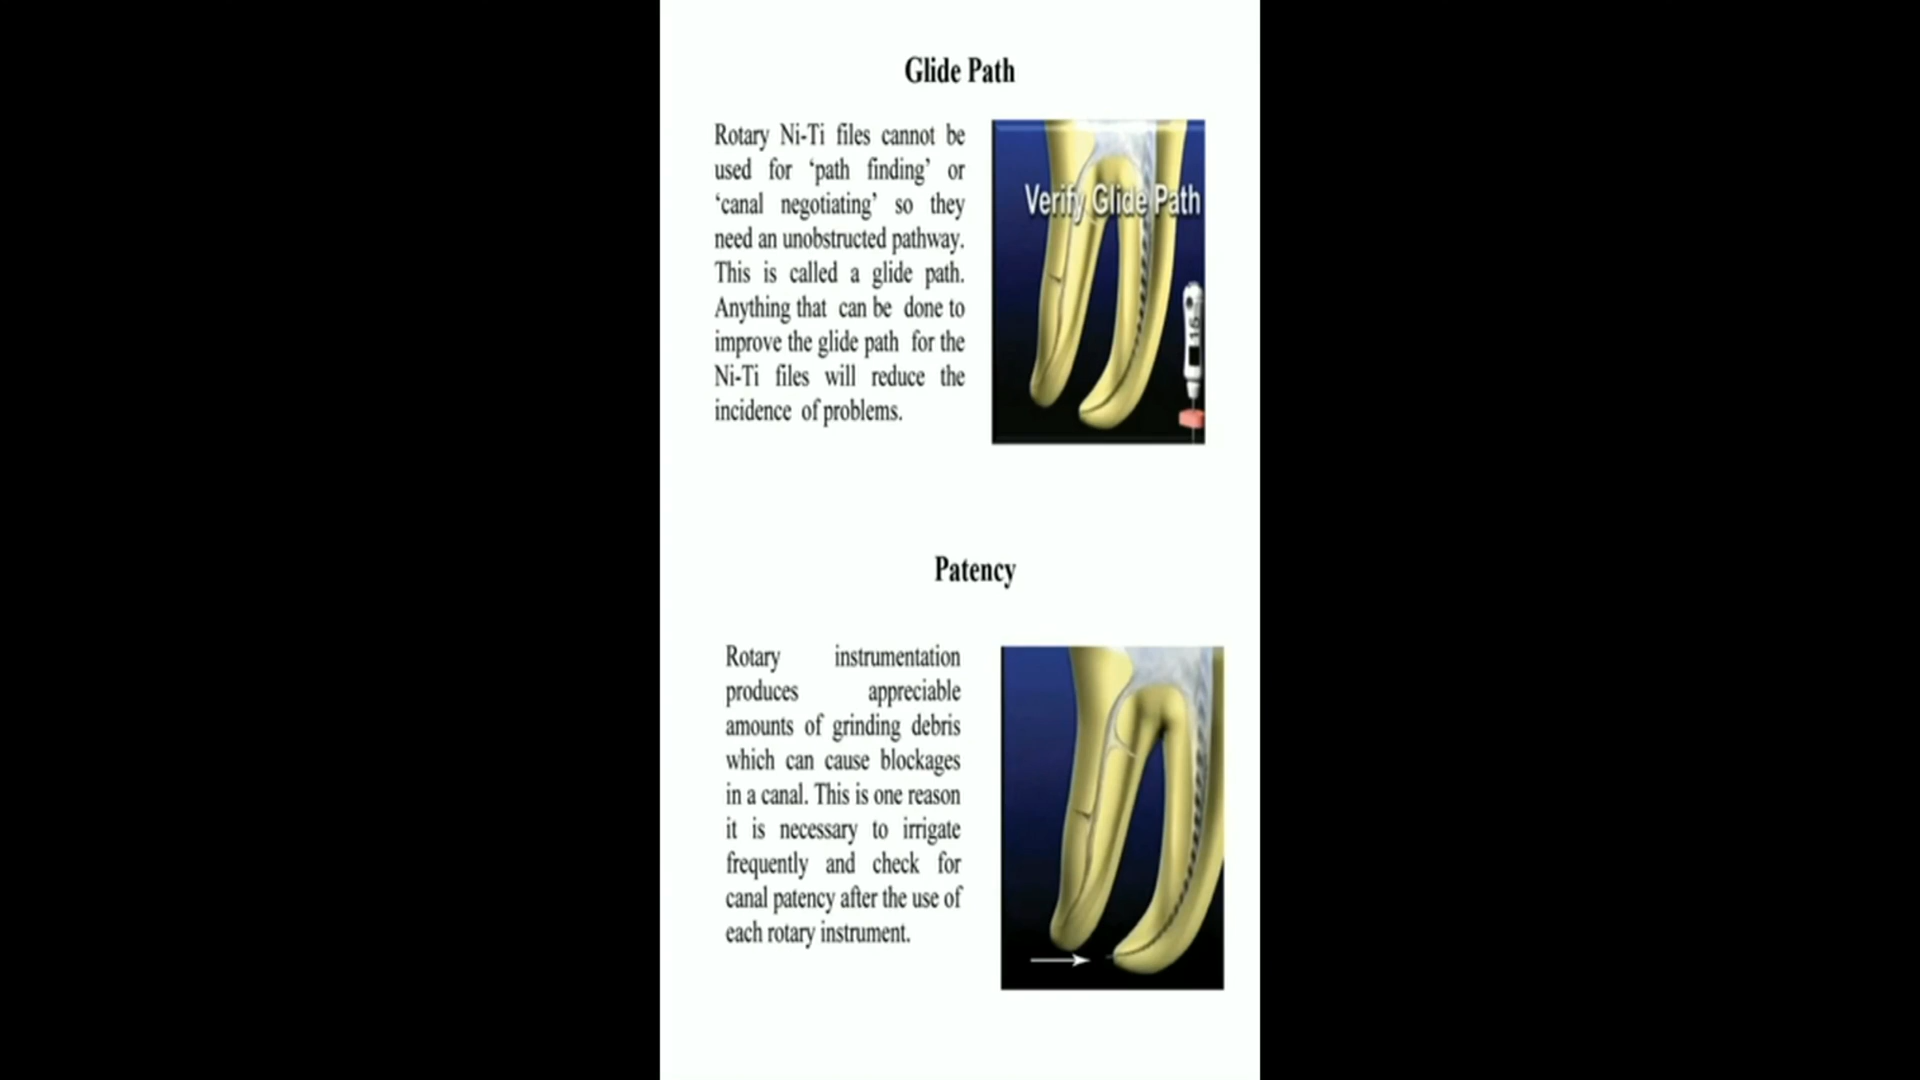 Glide Path
Rotary Ni-Ti files cannot be
used for ‘path finding’ or
‘canal negotiating’ so they
need an unobstructed pathway.
This is called a glide path.
Anything that can be done to
improve the glide path for the
Ni-Ti files will reduce the
incidence of problems.
Verify Glide Path
Patency
Rotary instrumentation
produces appreciable
amounts of grinding debris
which can cause blockages
in a canal. This is one reason
it is necessary to irrigate
frequently and check for
canal patency after the use of
each rotary instrument.